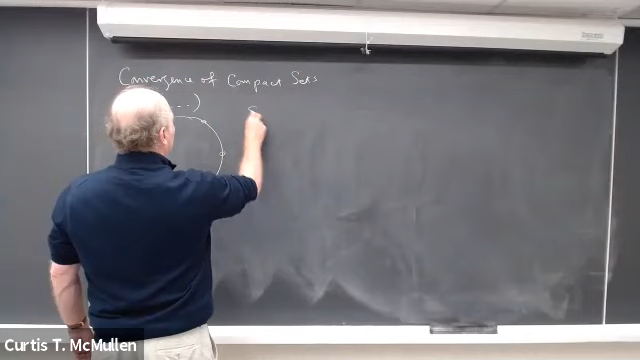 Convergence of Compact Sets
...)
S
Curtis T. McMullen